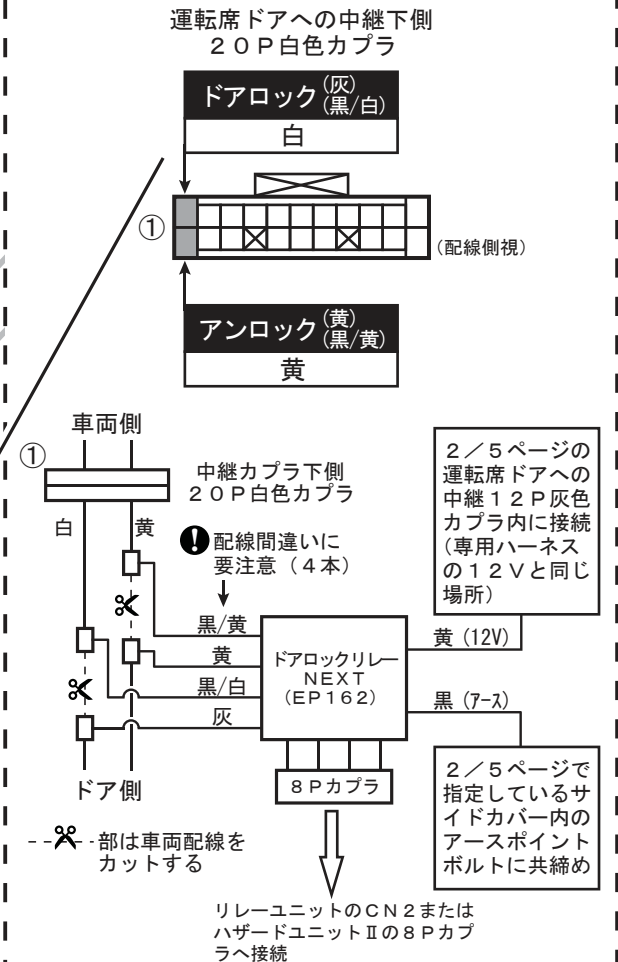 運転席ドアへの中継下側
２０Ｐ白色カプラ
ドアロック(灰)
(黒/白)
白
①
(配線側視)
アンロック(黄)
(黒/黄)
黄
車両側
①
中継カプラ下側
２０Ｐ白色カプラ
白
黄
!配線間違いに
要注意（４本）
黒/黄
黄
黒/白
灰
ドアロックリレー
ＮＥＸＴ
(ＥＰ１６２)
８Ｐカプラ
黄 (12V)
黒 (アース)
２／５ページの
運転席ドアへの
中継１２Ｐ灰色
カプラ内に接続
(専用ハーネス
の１２Ｖと同じ
場所)
２／５ページで
指定しているサ
イドカバー内の
アースポイント
ボルトに共締め
ドア側
部は車両配線を
カットする
リレーユニットのＣＮ２または
ハザードユニットⅡの８Ｐカプ
ラへ接続